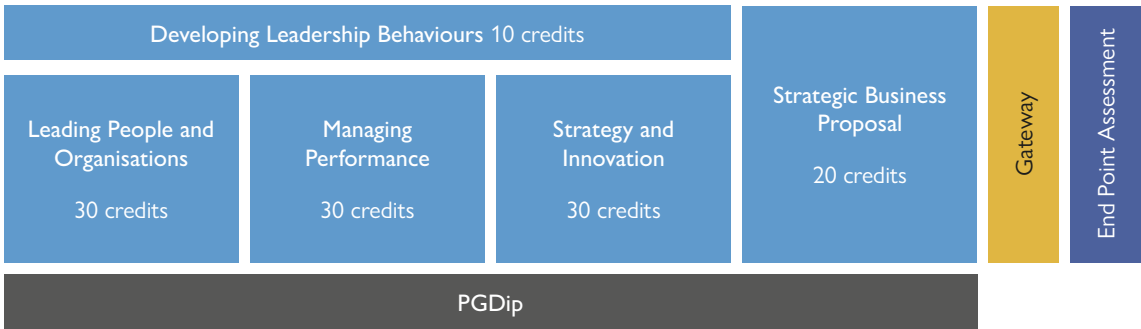 Developing Leadership Behaviours 10 credits
Leading People and
Organisations
30 credits
Managing
Performance
30 credits
Strategy and
Innovation
30 credits
Strategic Business
Proposal
20 credits
Gateway
End Point Assessment
PGDip